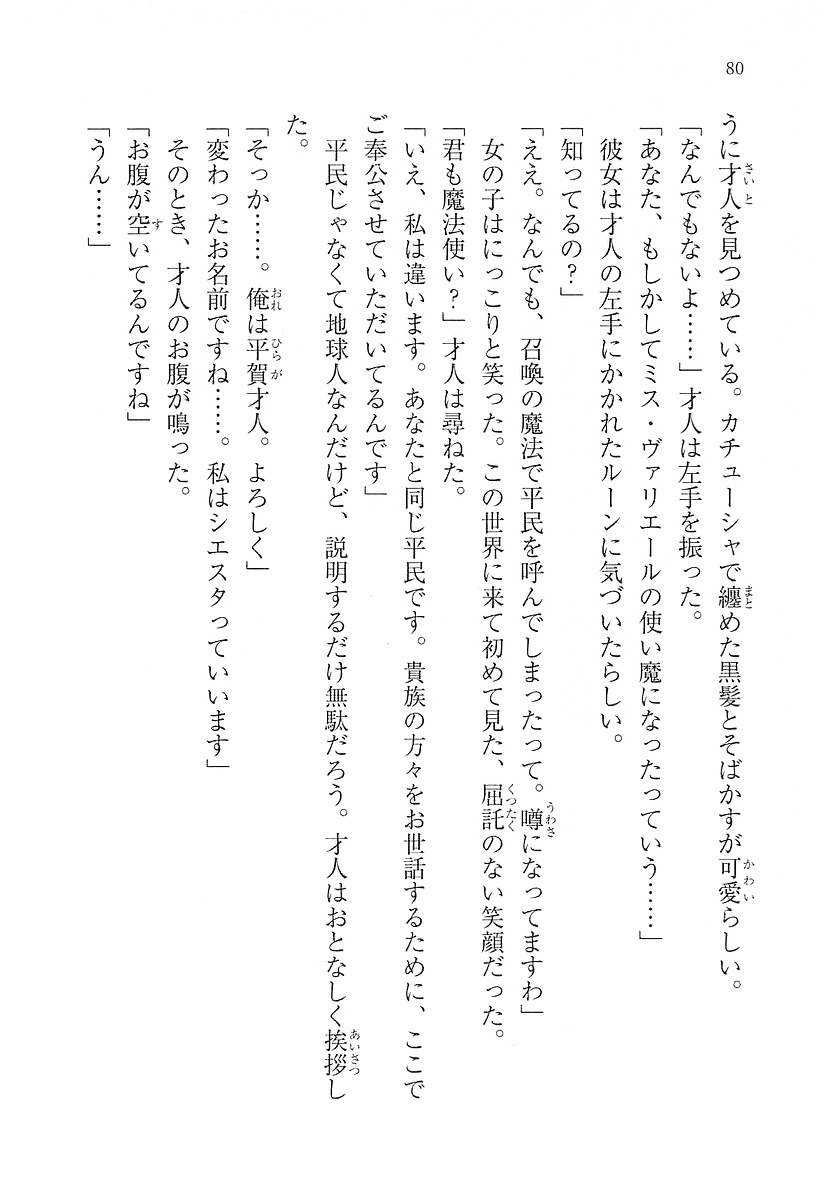 80
うに才人を見つめている。カチューシャで纏めた黒髪とそばかすが可愛らしい。
「なんでもないよ……」才人は左手を振った。
「あなた、もしかしてミス・ヴァリエールの使い魔になったっていう……」
彼女は才人の左手にかかれたルーンに気づいたらしい。
「知ってるの？」
「ええ。なんでも、召喚の魔法で平民を呼んでしまったって。噂になってますわ」
女の子はにっこりと笑った。この世界に来て初めて見た、屈託のない笑顔だった。
「君も魔法使い？」才人は尋ねた。
「いえ、私は違います。あなたと同じ平民です。貴族の方々をお世話するために、ここで
ご奉公させていただいてるんです」
平民じゃなくて地球人なんだけど、説明するだけ無駄だろう。才人はおとなしく挨拶し
た。
「そっか……。俺は平賀才人。よろしく」
「変わったお名前ですね……。私はシエスタっていいます」
そのとき、才人のお腹が鳴った。
「お腹が空いてるんですね」
「うん……」